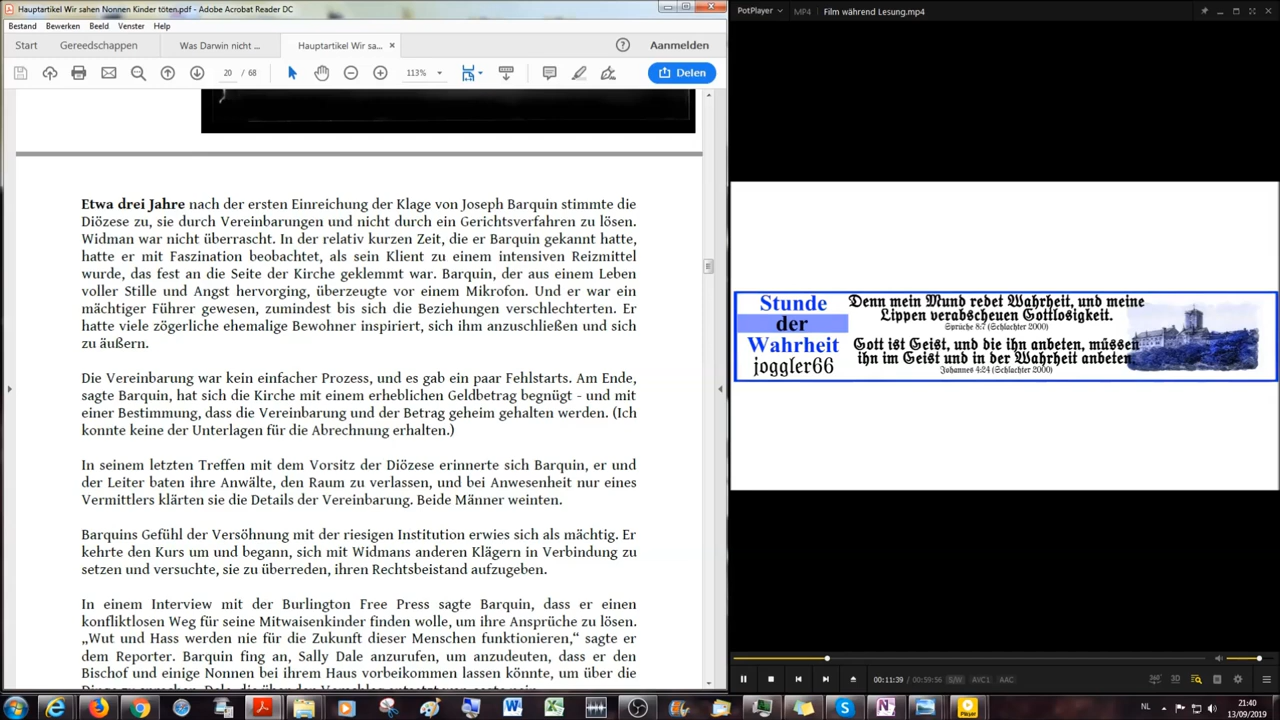 Hauptartikel Wir sahen Nonnen Kinder töten.pdf - Adobe Acrobat Reader DC
Bestand Bewerken Beeld Venster Help
Start Gereedschappen Was Darwin nicht ... Hauptartikel Wir sa... × Aanmelden
20 / 68 113% Delen
Etwa drei Jahre nach der ersten Einreichung der Klage von Joseph Barquin stimmte die
Diözese zu, sie durch Vereinbarungen und nicht durch ein Gerichtsverfahren zu lösen.
Widman war nicht überrascht. In der relativ kurzen Zeit, die er Barquin gekannt hatte,
hatte er mit Faszination beobachtet, als sein Klient zu einem intensiven Reizmittel
wurde, das fest an die Seite der Kirche geklemmt war. Barquin, der aus einem Leben
voller Stille und Angst hervorging, überzeugte vor einem Mikrofon. Und er war ein
mächtiger Führer gewesen, zumindest bis sich die Beziehungen verschlechterten. Er
hatte viele zögerliche ehemalige Bewohner inspiriert, sich ihm anzuschließen und sich
zu äußern.
Die Vereinbarung war kein einfacher Prozess, und es gab ein paar Fehlstarts. Am Ende,
sagte Barquin, hat sich die Kirche mit einem erheblichen Geldbetrag begnügt - und mit
einer Bestimmung, dass die Vereinbarung und der Betrag geheim gehalten werden. (Ich
konnte keine der Unterlagen für die Abrechnung erhalten.)
In seinem letzten Treffen mit dem Vorsitz der Diözese erinnerte sich Barquin, er und
der Leiter baten ihre Anwälte, den Raum zu verlassen, und bei Anwesenheit nur eines
Vermittlers klärten sie die Details der Vereinbarung. Beide Männer weinten.
Barquins Gefühl der Versöhnung mit der riesigen Institution erwies sich als mächtig. Er
kehrte den Kurs um und begann, sich mit Widmans anderen Klägern in Verbindung zu
setzen und versuchte, sie zu überreden, ihren Rechtsbeistand aufzugeben.
In einem Interview mit der Burlington Free Press sagte Barquin, dass er einen
konfliktlosen Weg für seine Mitwaisenkinder finden wolle, um ihre Ansprüche zu lösen.
„Wut und Hass werden nie für die Zukunft dieser Menschen funktionieren,“ sagte er
dem Reporter. Barquin fing an, Sally Dale anzurufen, um anzudeuten, dass er den
Bischof und einige Nonnen bei ihrem Haus vorbeikommen lassen könnte, um über die
PotPlayer MP4 Film während Lesung.mp4
Stunde
der
Wahrheit
joggler66
Denn mein Mund redet Wahrheit, und meine
Lippen verabscheuen Gottlosigkeit.
Sprüche 8:7 (Schlachter 2000)
Gott ist Geist, und die ihn anbeten, müssen
ihn im Geist und in der Wahrheit anbeten.
Johannes 4:24 (Schlachter 2000)
00:11:39 / 00:59:56 S/W AVC1 AAC 360° 3D
NL 21:40
13/09/2019